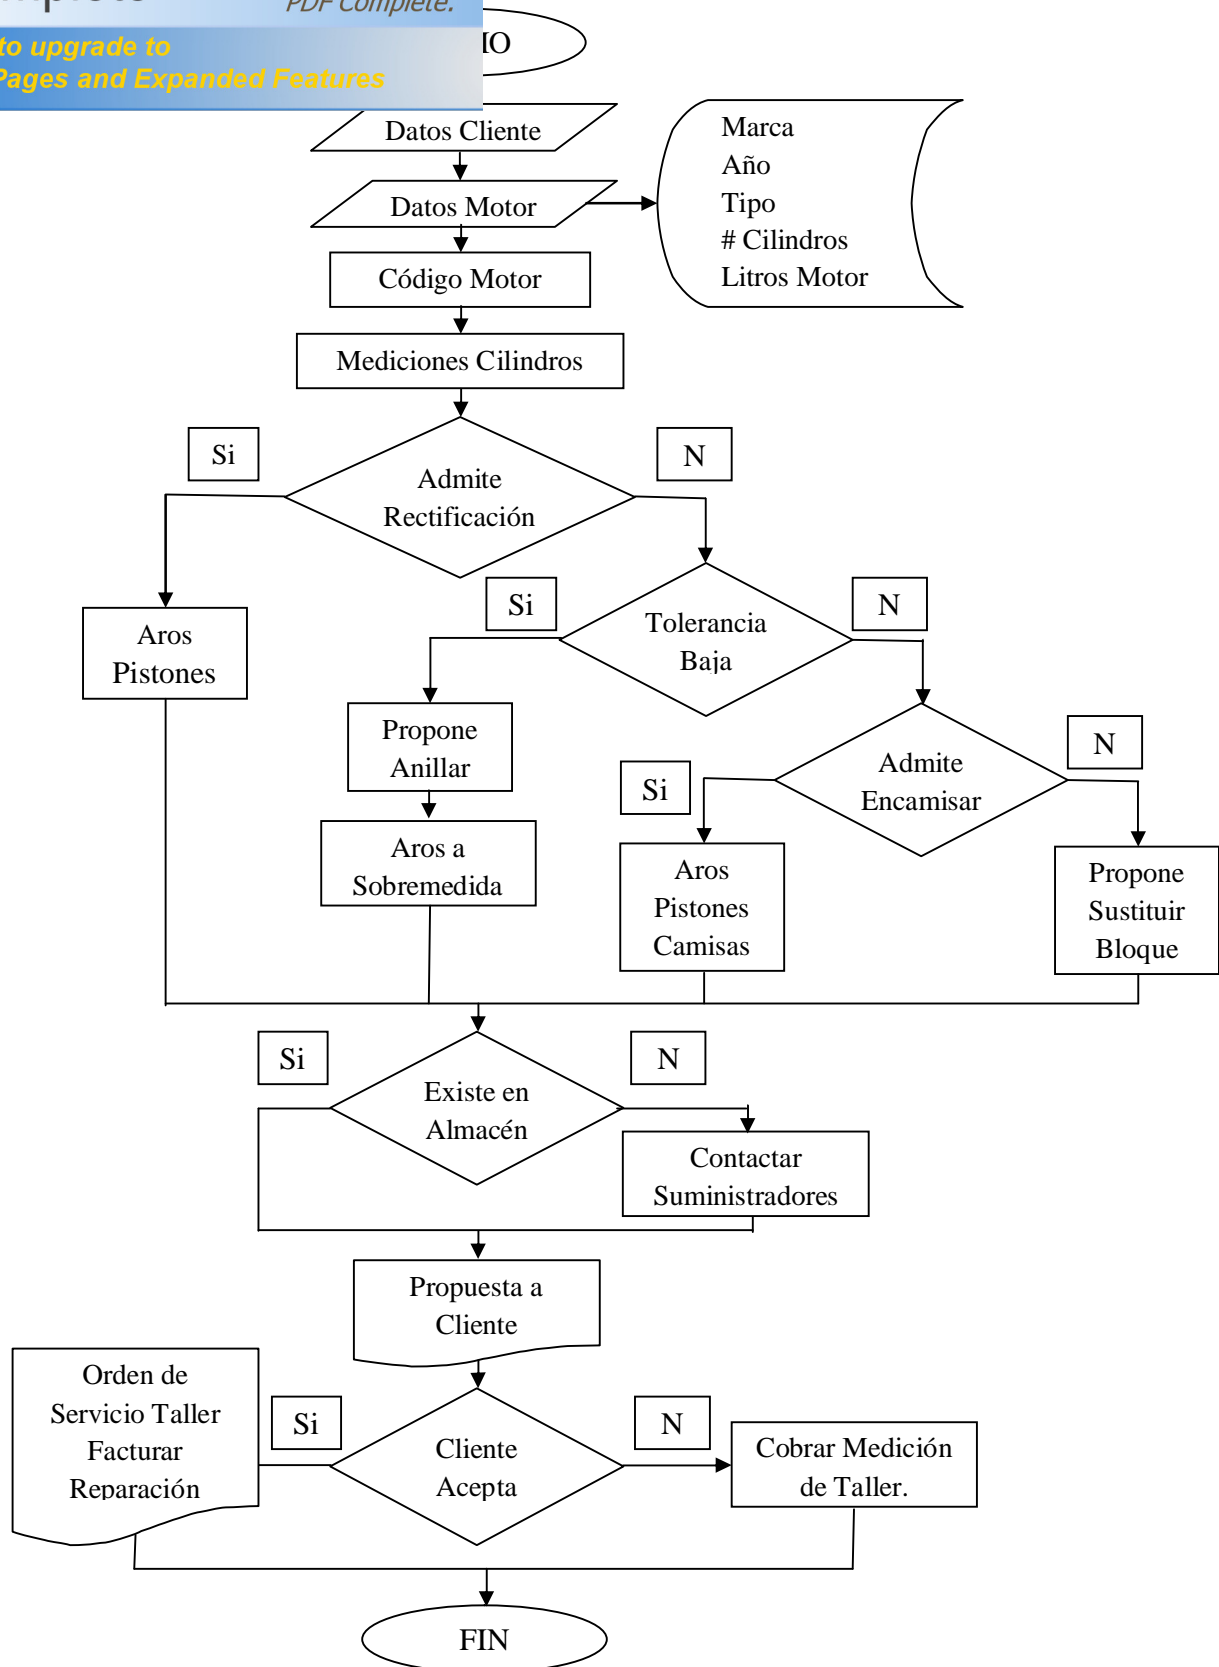 PDF Complete.
to upgrade to
Pages and Expanded Features
Datos Cliente
Datos Motor
Marca
Año
Tipo
# Cilindros
Litros Motor
Código Motor
Mediciones Cilindros
Si
N
Admite
Rectificación
Si
N
Aros
Pistones
Tolerancia
Baja
Propone
Anillar
N
Si
Admite
Encamisar
Aros a
Sobremedida
Aros
Pistones
Camisas
Propone
Sustituir
Bloque
Si
N
Existe en
Almacén
Contactar
Suministradores
Propuesta a
Cliente
Orden de
Servicio Taller
Facturar
Reparación
Si
N
Cliente
Acepta
Cobrar Medición
de Taller.
FIN